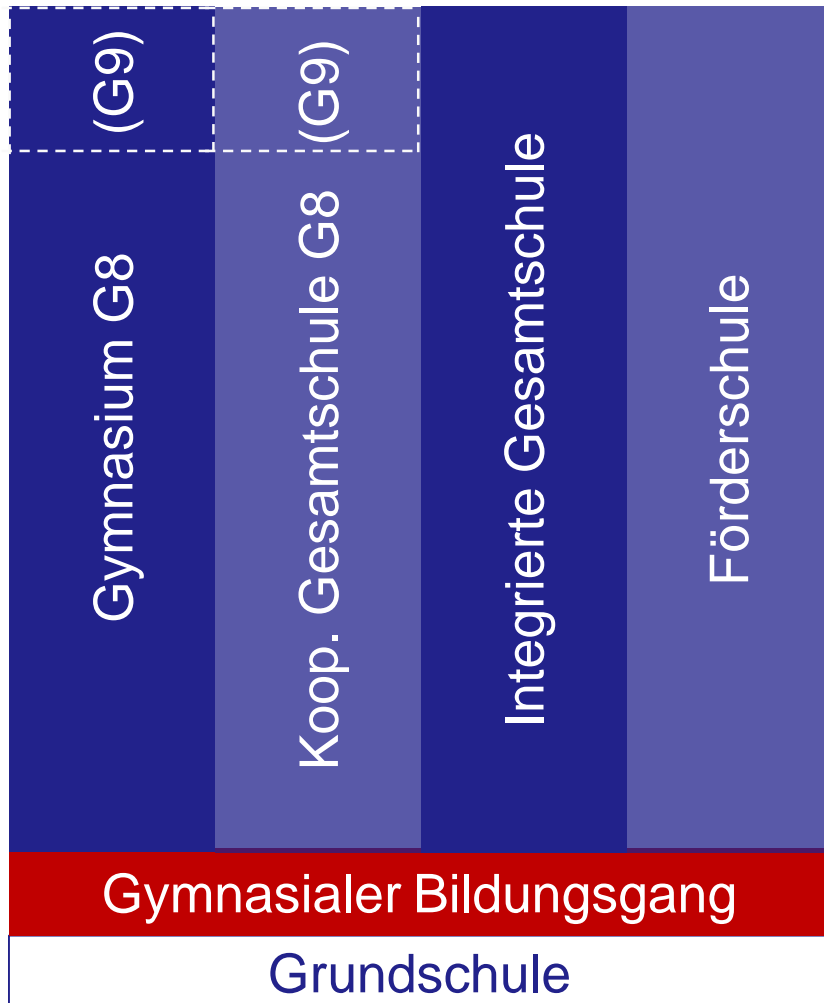 (G9)
Gymnasium G8
(G9)
Koop. Gesamtschule G8
Integrierte Gesamtschule
Förderschule
Gymnasialer Bildungsgang
Grundschule